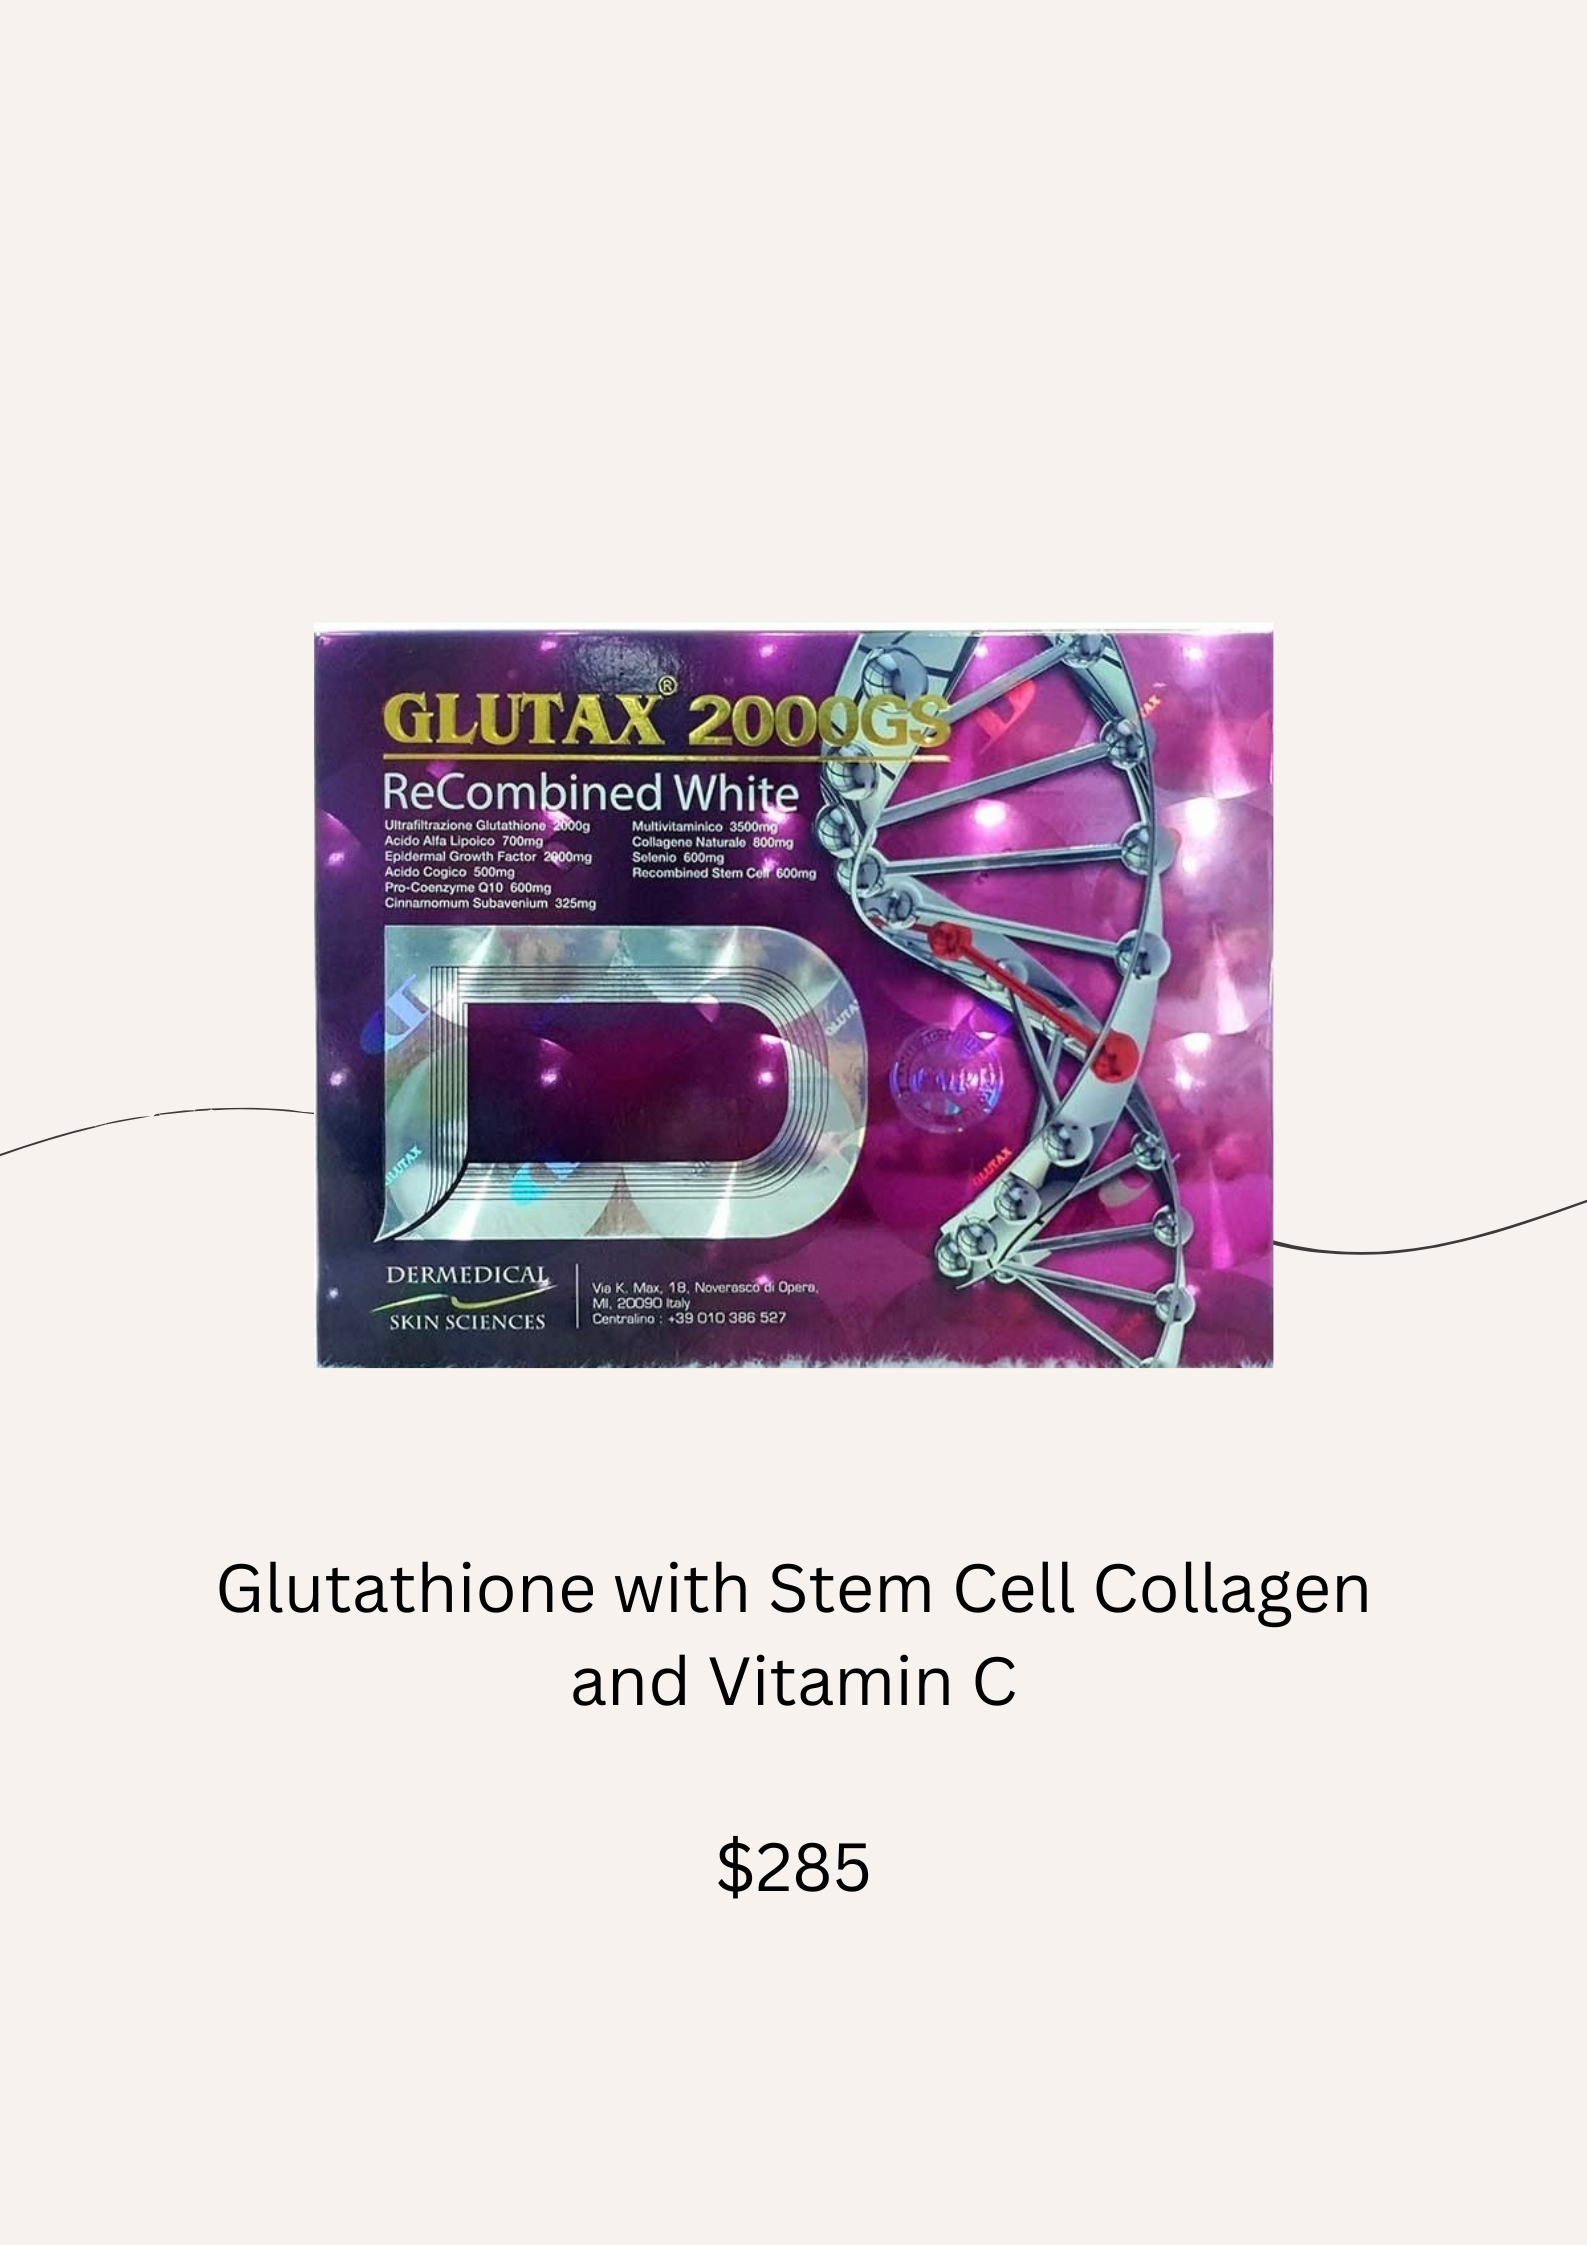 GLUTAX® 2000GS
ReCombined White
Ultrafiltrazione Glutathione 2000g
Acido Alfa Lipoico 700mg
Epidermal Growth Factor 2000mg
Acido Cogico 500mg
Pro-Coenzyme Q10 600mg
Cinnamomum Subavenium 325mg
Multivitaminico 3500mg
Collagene Naturale 800mg
Selenio 600mg
Recombined Stem Cell 600mg
GLUTAX
GLUTAX
DERMEDICAL
SKIN SCIENCES
Via K. Max, 18, Noverasco di Opera,
MI, 20090 Italy
Centralino : +39 010 386 527
Glutathione with Stem Cell Collagen
and Vitamin C
$285